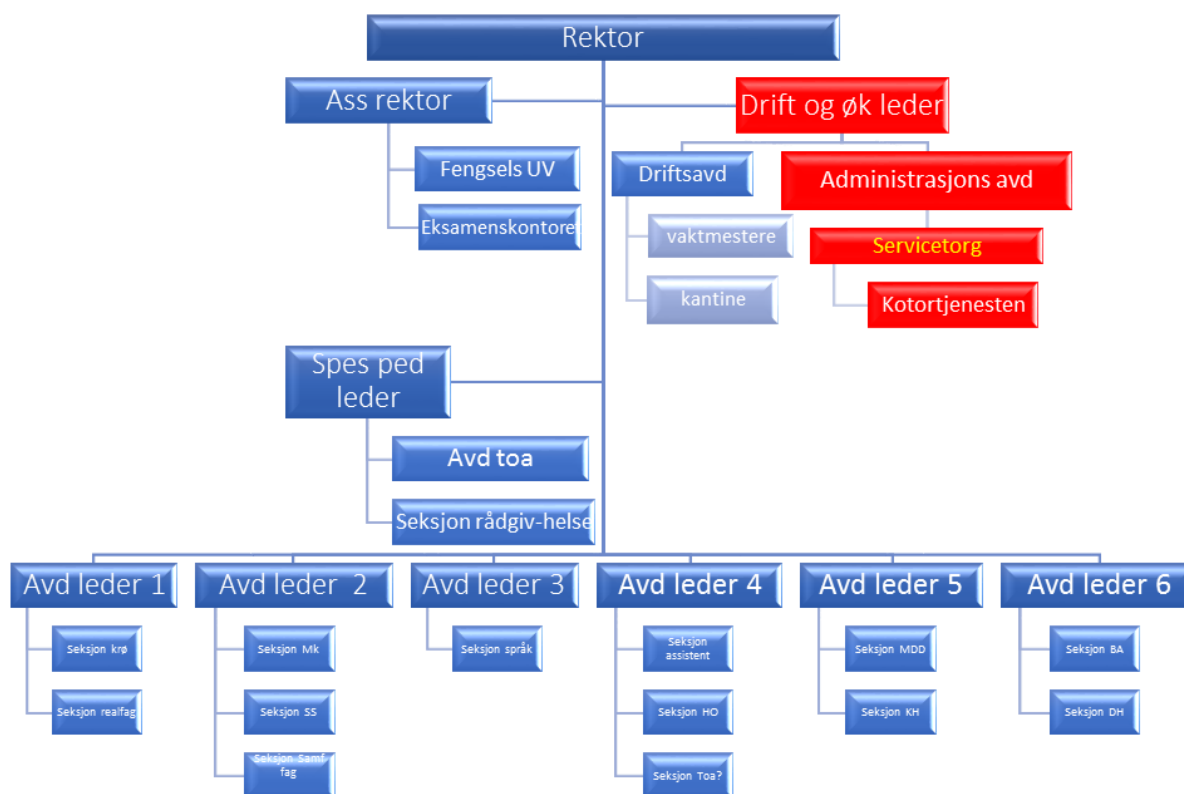 Rektor
Ass rektor
Drift og øk leder
Fengsels UV
Eksamenskontoret
Driftsavd
Administrasjons avd
vaktmestere
Servicetorg
kantine
Kotortjenesten
Spes ped
leder
Avd toa
Seksjon rådgiv-helse
Avd leder 1
Avd leder 2
Avd leder 3
Avd leder 4
Avd leder 5
Avd leder 6
Seksjon krø
Seksjon realfag
Seksjon Mk
Seksjon SS
Seksjon Samf
fag
Seksjon språk
Seksjon
assistent
Seksjon HO
Seksjon Toa?
Seksjon MDD
Seksjon KH
Seksjon BA
Seksjon DH